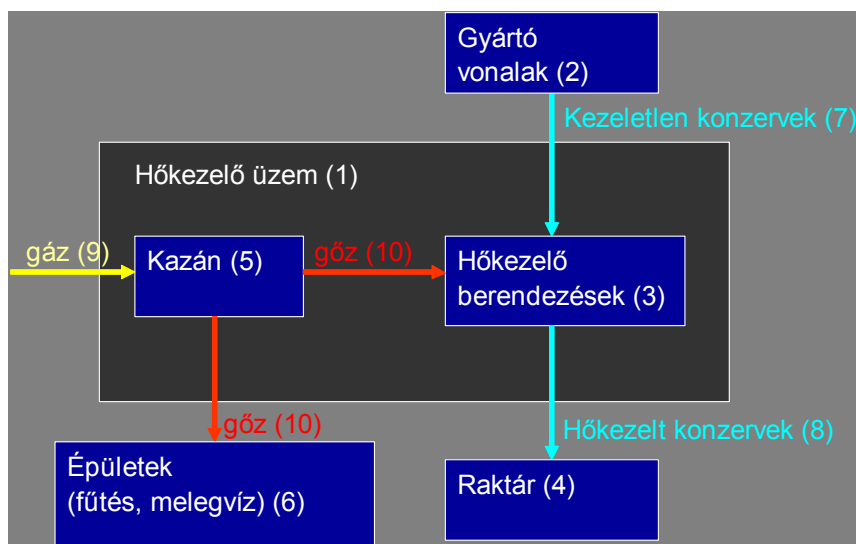 Gyártó
vonalak (2)
Kezeletlen konzervek (7)
Hőkezelő üzem (1)
gáz (9)
Kazán (5)
gőz (10)
Hőkezelő
berendezések (3)
gőz (10)
Hőkezelt konzervek (8)
Épületek
(fűtés, melegvíz) (6)
Raktár (4)